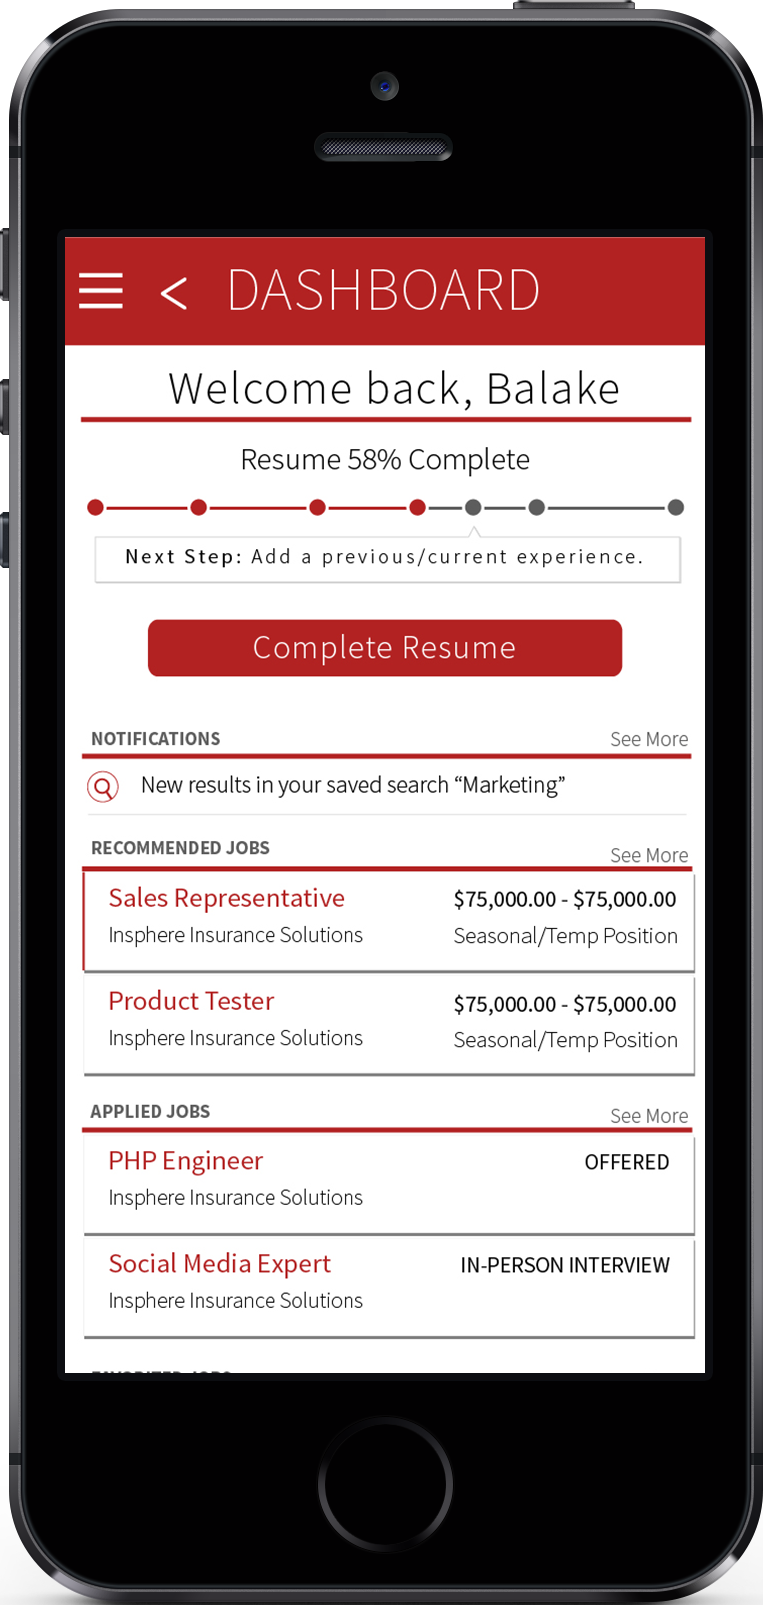 DASHBOARD
Welcome back, Balake
Resume 58% Complete
Next Step: Add a previous/current experience.
Complete Resume
NOTIFICATIONS See More
New results in your saved search “Marketing”
RECOMMENDED JOBS See More
Sales Representative $75,000.00 - $75,000.00
Insphere Insurance Solutions Seasonal/Temp Position
Product Tester $75,000.00 - $75,000.00
Insphere Insurance Solutions Seasonal/Temp Position
APPLIED JOBS See More
PHP Engineer OFFERED
Insphere Insurance Solutions
Social Media Expert IN-PERSON INTERVIEW
Insphere Insurance Solutions